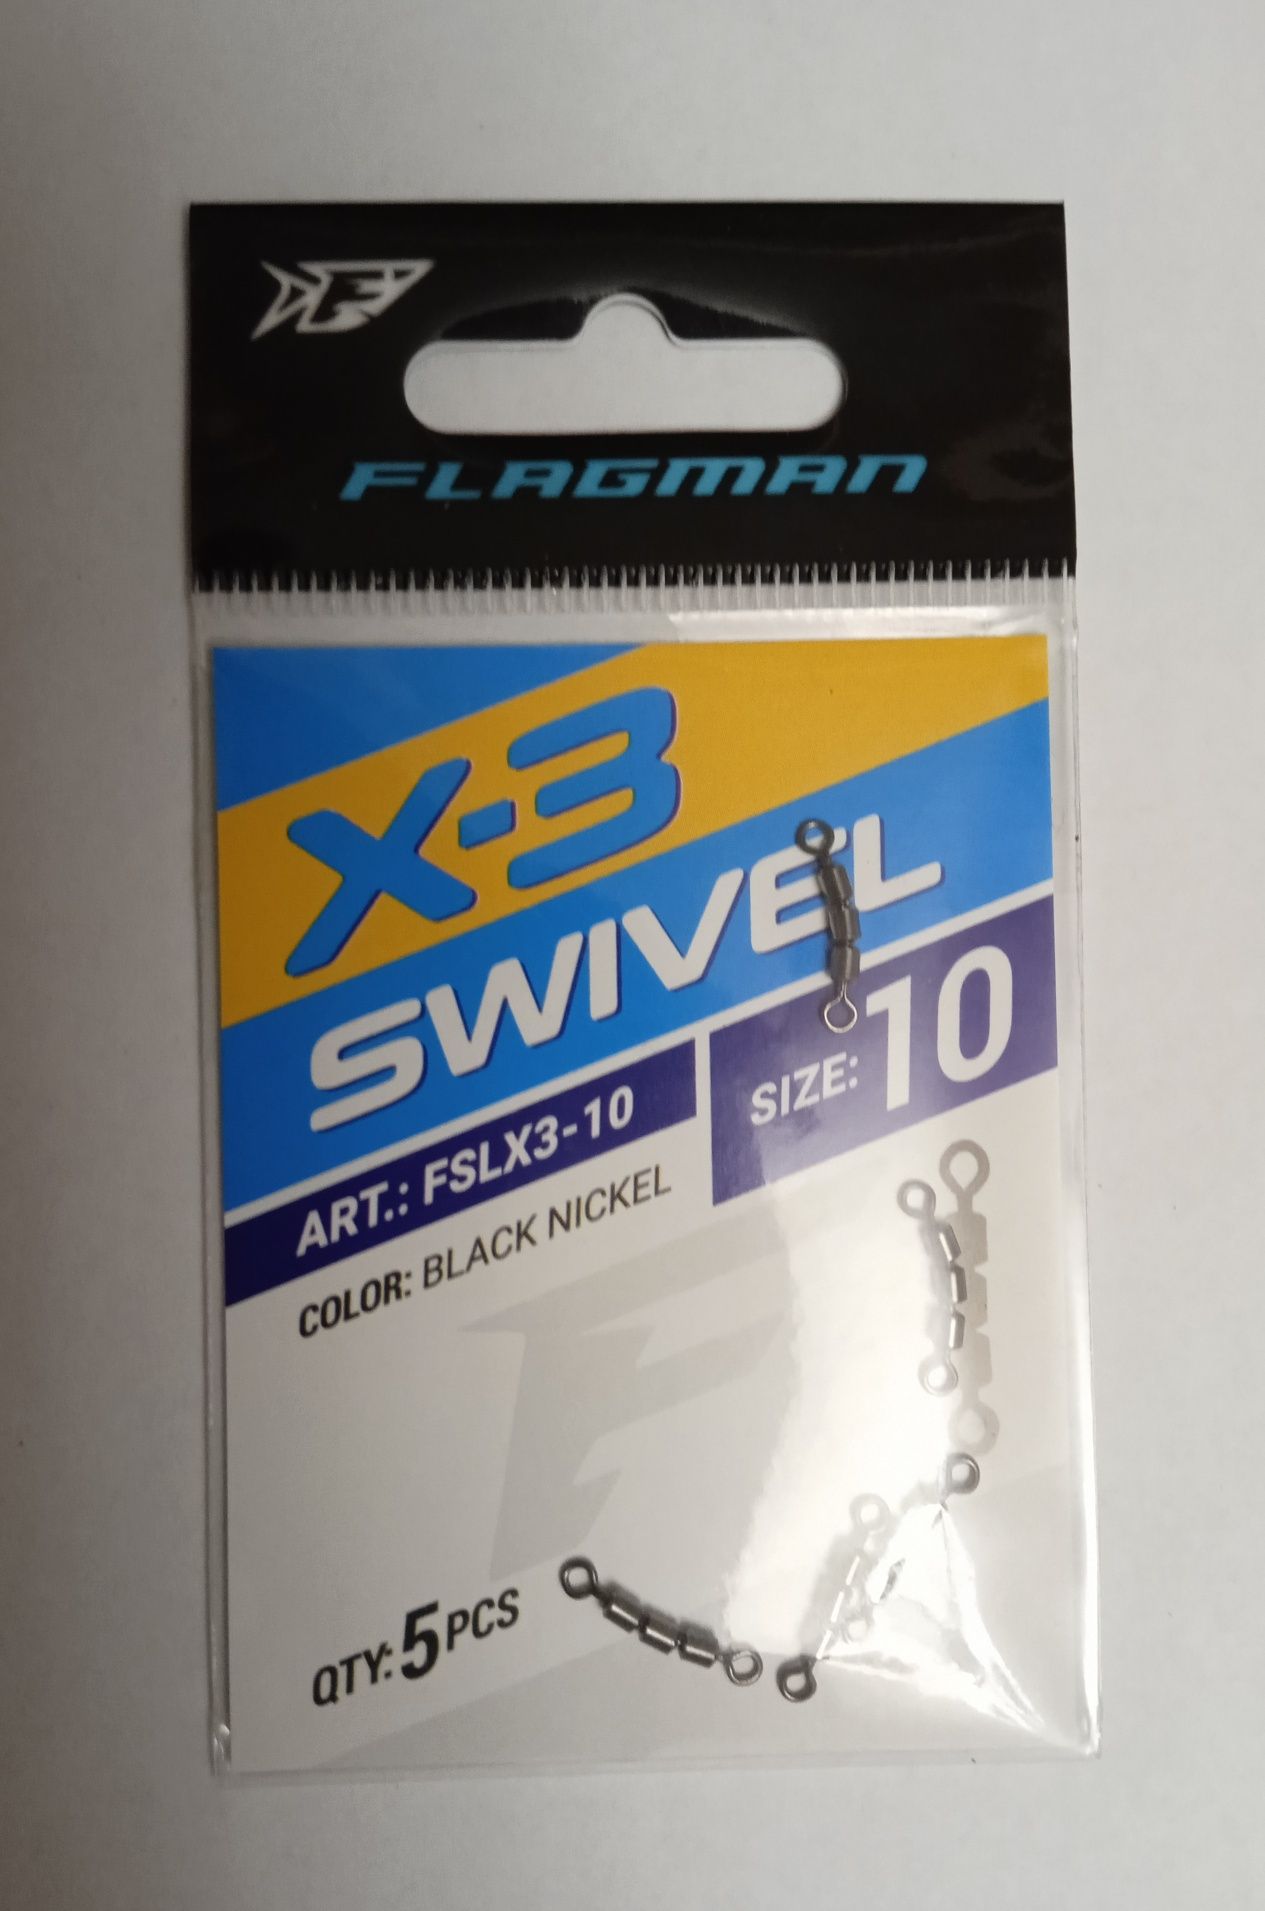 FLAGMAN
X-3
SWIVEL
SIZE: 10
ART.: FSLX3-10
COLOR: BLACK NICKEL
QTY: 5 PCS